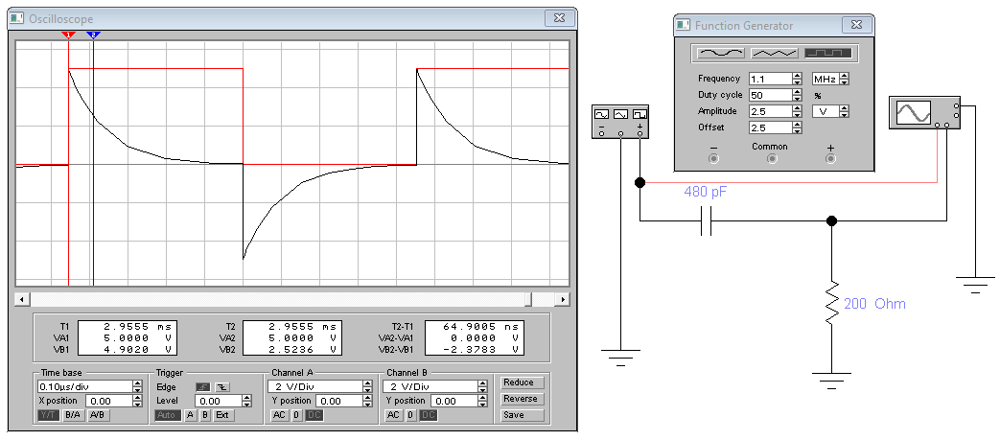 Oscilloscope
1 2
T1 2.9555 ms T2 2.9555 ms T2-T1 64.9005 ns
VA1 5.0000 V VA2 5.0000 V VA2-VA1 0.0000 V
VB1 4.9020 V VB2 2.5236 V VB2-VB1 -2.3783 V
Time base Trigger Channel A Channel B Reduce
0.10µs/div Edge 2 V/Div 2 V/Div Reverse
X position 0.00 Level 0.00 Y position 0.00 Y position 0.00
Y/T B/A A/B Auto A B Ext AC 0 DC AC 0 DC Save
Function Generator
Frequency 1.1 MHz
Duty cycle 50 %
Amplitude 2.5 V
Offset 2.5
− Common +
− +
480 pF
200 Ohm